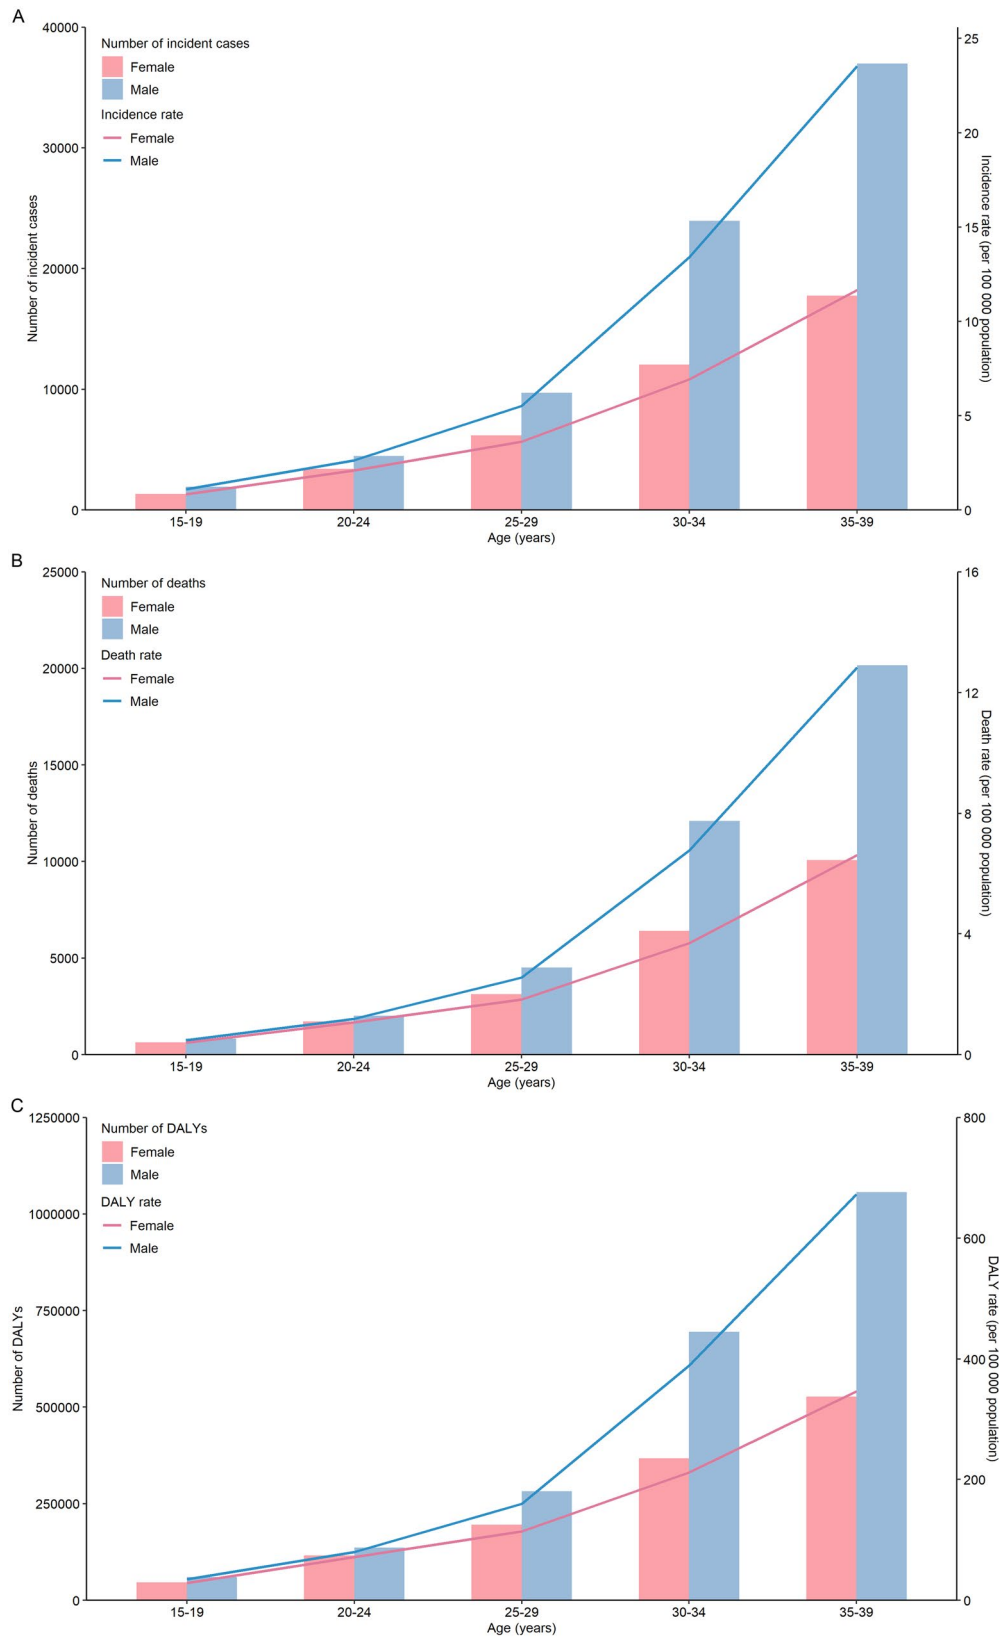 A
Number of incident cases
Female
Male
Incidence rate
Female
Male
40000
30000
20000
10000
0
Number of incident cases
25
20
15
10
5
0
Incidence rate (per 100 000 population)
15-19 20-24 25-29 30-34 35-39
Age (years)
B
Number of deaths
Female
Male
Death rate
Female
Male
25000
20000
15000
10000
5000
0
Number of deaths
16
12
8
4
0
Death rate (per 100 000 population)
15-19 20-24 25-29 30-34 35-39
Age (years)
C
Number of DALYs
Female
Male
DALY rate
Female
Male
1250000
1000000
750000
500000
250000
0
Number of DALYs
800
600
400
200
0
DALY rate (per 100 000 population)
15-19 20-24 25-29 30-34 35-39
Age (years)